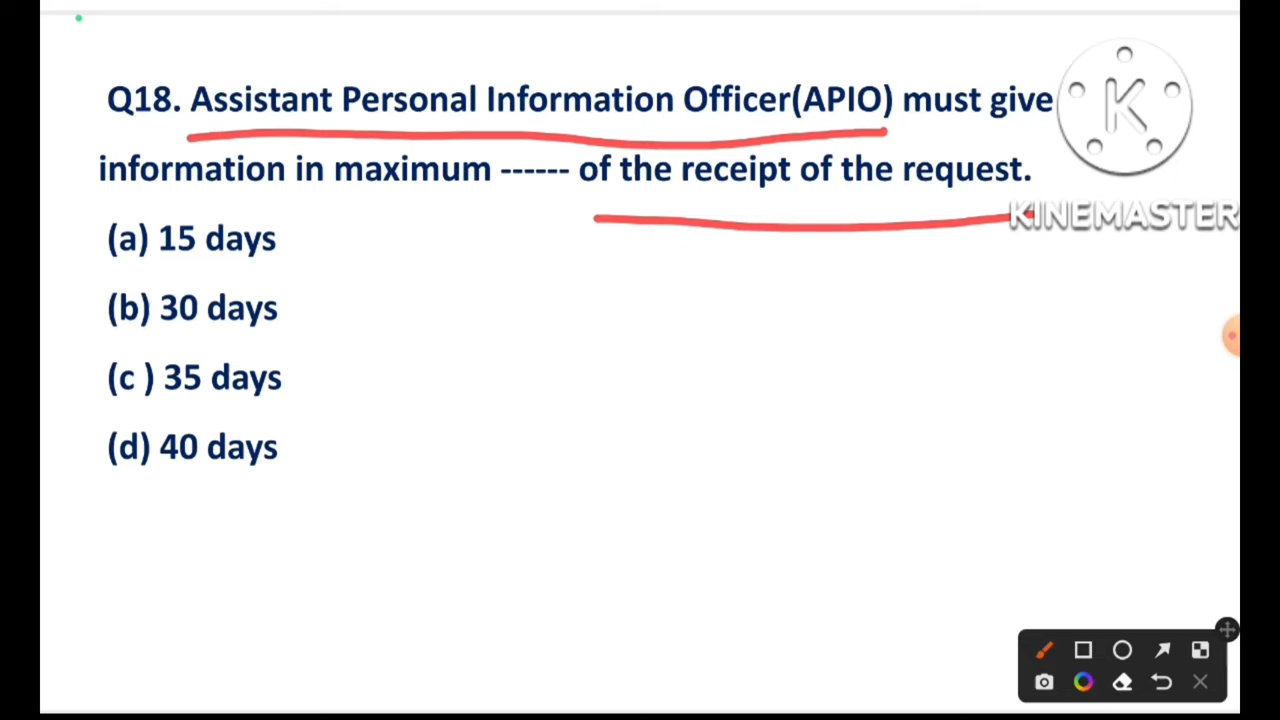 Q18. Assistant Personal Information Officer(APIO) must give
information in maximum ------ of the receipt of the request.
(a) 15 days
(b) 30 days
(c ) 35 days
(d) 40 days
K
KINEMASTER